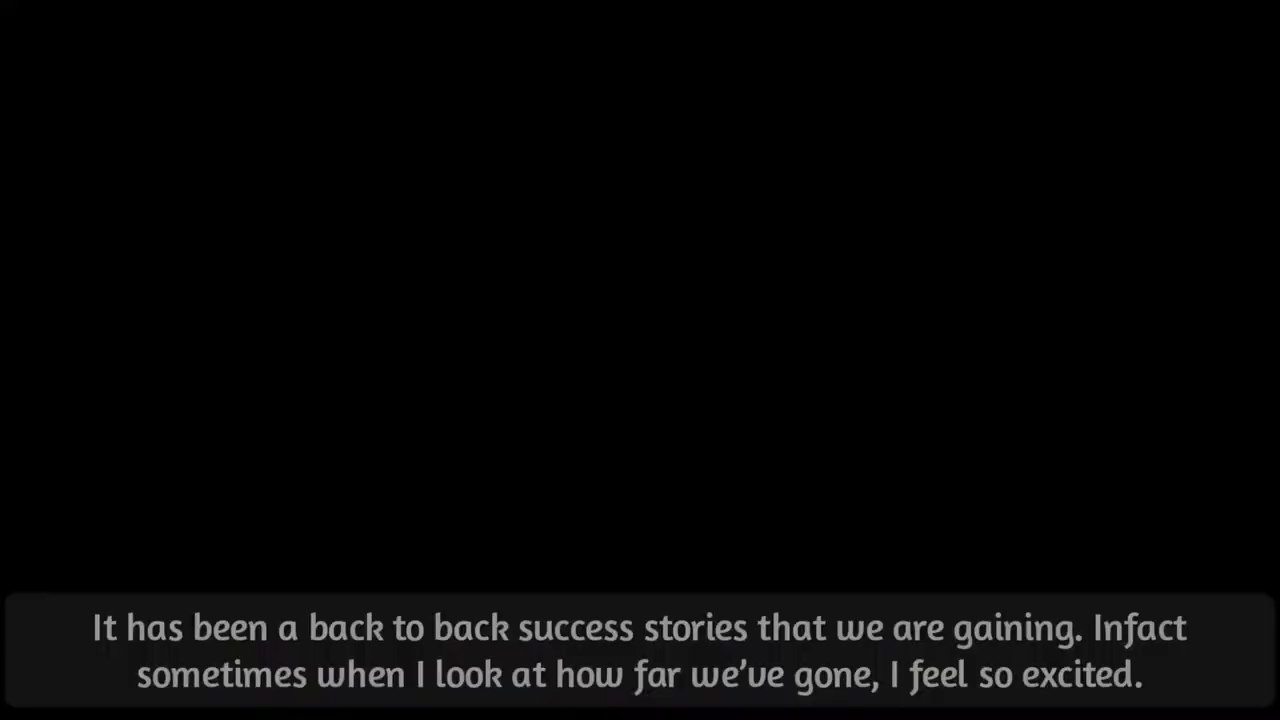 It has been a back to back success stories that we are gaining. Infact
sometimes when I look at how far we’ve gone, I feel so excited.